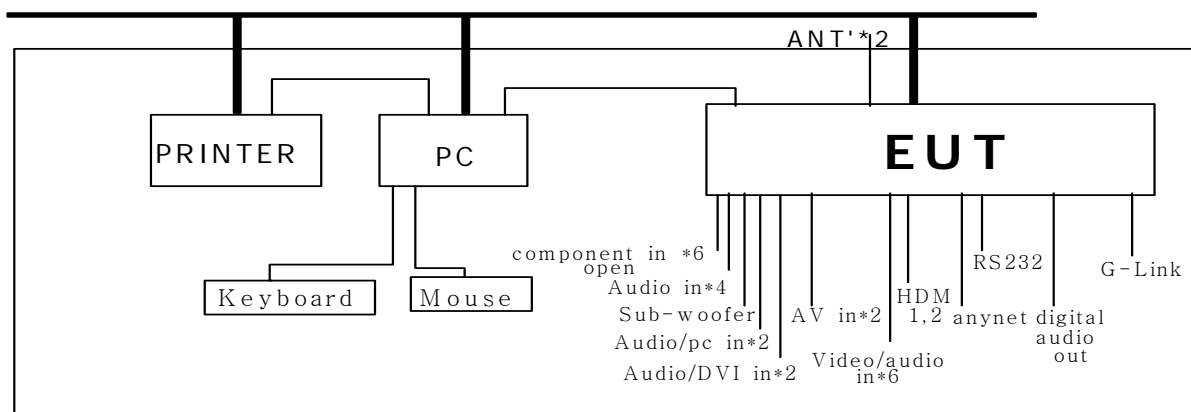 ANT'*2
PRINTER
PC
EUT
Keyboard
Mouse
component in *6
open
Audio in*4
Sub-woofer
Audio/pc in*2
Audio/DVI in*2
AV in*2
Video/audio
in*6
HDM
1,2
anynet
RS232
digital
audio
out
G-Link